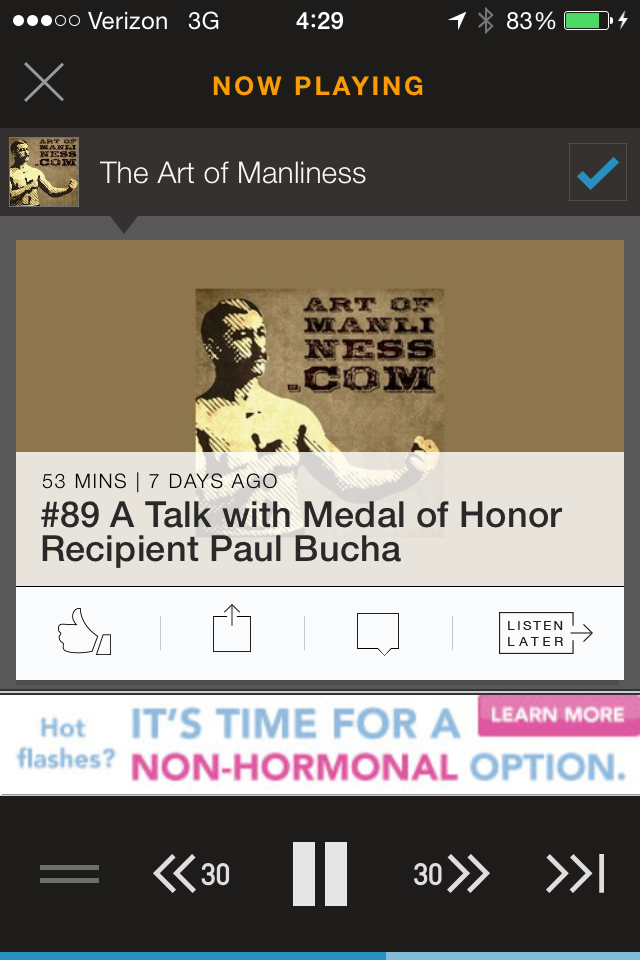 Verizon 3G 4:29 83%
NOW PLAYING
ART OF
MANLI
NESS
.COM
The Art of Manliness
ART OF
MANLI
NESS
.COM
53 MINS | 7 DAYS AGO
#89 A Talk with Medal of Honor
Recipient Paul Bucha
LISTEN
LATER
Hot
flashes?
IT'S TIME FOR A
NON-HORMONAL OPTION.
LEARN MORE
30
30